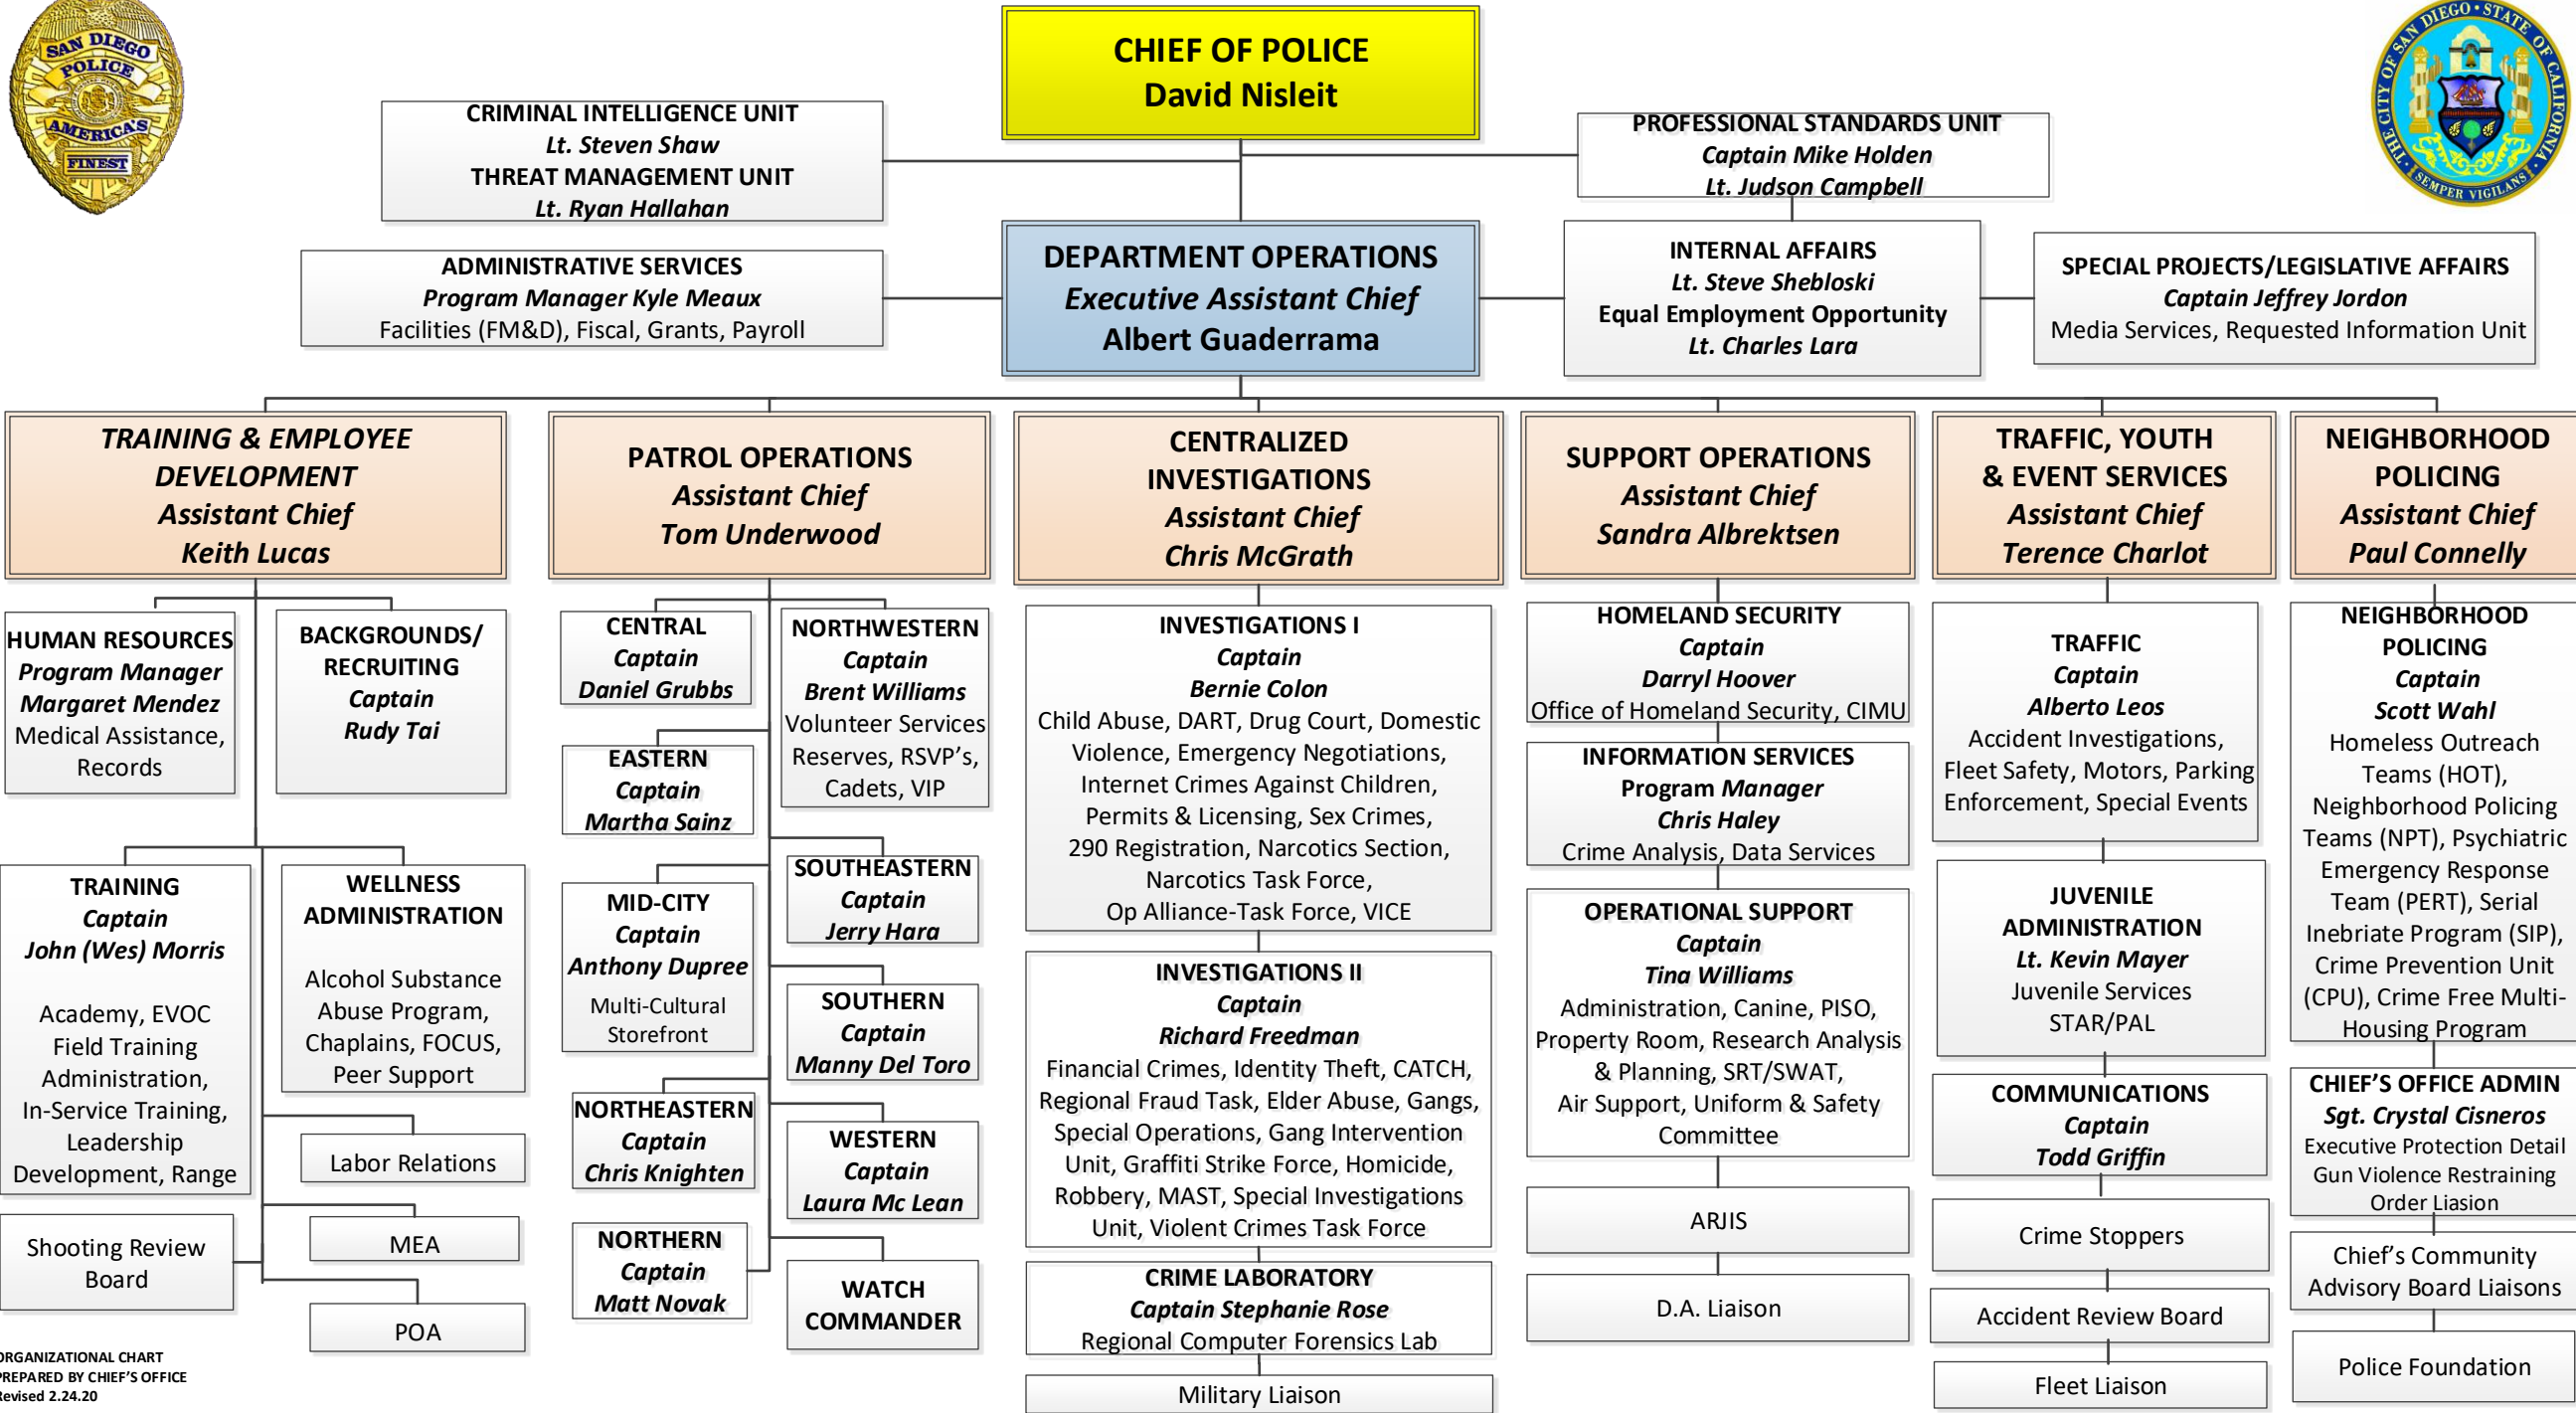 SAN DIEGO
POLICE
AMERICA'S
FINEST
CHIEF OF POLICE
David Nisleit
THE CITY OF SAN DIEGO • STATE OF CALIFORNIA
SEMPER VIGILANS
CRIMINAL INTELLIGENCE UNIT
Lt. Steven Shaw
THREAT MANAGEMENT UNIT
Lt. Ryan Hallahan
PROFESSIONAL STANDARDS UNIT
Captain Mike Holden
Lt. Judson Campbell
ADMINISTRATIVE SERVICES
Program Manager Kyle Meaux
Facilities (FM&D), Fiscal, Grants, Payroll
DEPARTMENT OPERATIONS
Executive Assistant Chief
Albert Guaderrama
INTERNAL AFFAIRS
Lt. Steve Shebloski
Equal Employment Opportunity
Lt. Charles Lara
SPECIAL PROJECTS/LEGISLATIVE AFFAIRS
Captain Jeffrey Jordon
Media Services, Requested Information Unit
TRAINING & EMPLOYEE
DEVELOPMENT
Assistant Chief
Keith Lucas
HUMAN RESOURCES
Program Manager
Margaret Mendez
Medical Assistance,
Records
BACKGROUNDS/
RECRUITING
Captain
Rudy Tai
TRAINING
Captain
John (Wes) Morris
Academy, EVOC
Field Training
Administration,
In-Service Training,
Leadership
Development, Range
WELLNESS
ADMINISTRATION
Alcohol Substance
Abuse Program,
Chaplains, FOCUS,
Peer Support
Labor Relations
MEA
Shooting Review
Board
POA
PATROL OPERATIONS
Assistant Chief
Tom Underwood
CENTRAL
Captain
Daniel Grubbs
NORTHWESTERN
Captain
Brent Williams
Volunteer Services
Reserves, RSVP's,
Cadets, VIP
EASTERN
Captain
Martha Sainz
SOUTHEASTERN
Captain
Jerry Hara
MID-CITY
Captain
Anthony Dupree
Multi-Cultural
Storefront
SOUTHERN
Captain
Manny Del Toro
NORTHEASTERN
Captain
Chris Knighten
WESTERN
Captain
Laura Mc Lean
NORTHERN
Captain
Matt Novak
WATCH
COMMANDER
CENTRALIZED
INVESTIGATIONS
Assistant Chief
Chris McGrath
INVESTIGATIONS I
Captain
Bernie Colon
Child Abuse, DART, Drug Court, Domestic
Violence, Emergency Negotiations,
Internet Crimes Against Children,
Permits & Licensing, Sex Crimes,
290 Registration, Narcotics Section,
Narcotics Task Force,
Op Alliance-Task Force, VICE
INVESTIGATIONS II
Captain
Richard Freedman
Financial Crimes, Identity Theft, CATCH,
Regional Fraud Task, Elder Abuse, Gangs,
Special Operations, Gang Intervention
Unit, Graffiti Strike Force, Homicide,
Robbery, MAST, Special Investigations
Unit, Violent Crimes Task Force
CRIME LABORATORY
Captain Stephanie Rose
Regional Computer Forensics Lab
Military Liaison
SUPPORT OPERATIONS
Assistant Chief
Sandra Albrektsen
HOMELAND SECURITY
Captain
Darryl Hoover
Office of Homeland Security, CIMU
INFORMATION SERVICES
Program Manager
Chris Haley
Crime Analysis, Data Services
OPERATIONAL SUPPORT
Captain
Tina Williams
Administration, Canine, PISO,
Property Room, Research Analysis
& Planning, SRT/SWAT,
Air Support, Uniform & Safety
Committee
ARJIS
D.A. Liaison
TRAFFIC, YOUTH
& EVENT SERVICES
Assistant Chief
Terence Charlot
TRAFFIC
Captain
Alberto Leos
Accident Investigations,
Fleet Safety, Motors, Parking
Enforcement, Special Events
JUVENILE
ADMINISTRATION
Lt. Kevin Mayer
Juvenile Services
STAR/PAL
COMMUNICATIONS
Captain
Todd Griffin
Crime Stoppers
Accident Review Board
Fleet Liaison
NEIGHBORHOOD
POLICING
Assistant Chief
Paul Connelly
NEIGHBORHOOD
POLICING
Captain
Scott Wahl
Homeless Outreach
Teams (HOT),
Neighborhood Policing
Teams (NPT), Psychiatric
Emergency Response
Team (PERT), Serial
Inebriate Program (SIP),
Crime Prevention Unit
(CPU), Crime Free Multi-
Housing Program
CHIEF'S OFFICE ADMIN
Sgt. Crystal Cisneros
Executive Protection Detail
Gun Violence Restraining
Order Liasion
Chief's Community
Advisory Board Liaisons
Police Foundation
ORGANIZATIONAL CHART
PREPARED BY CHIEF'S OFFICE
Revised 2.24.20